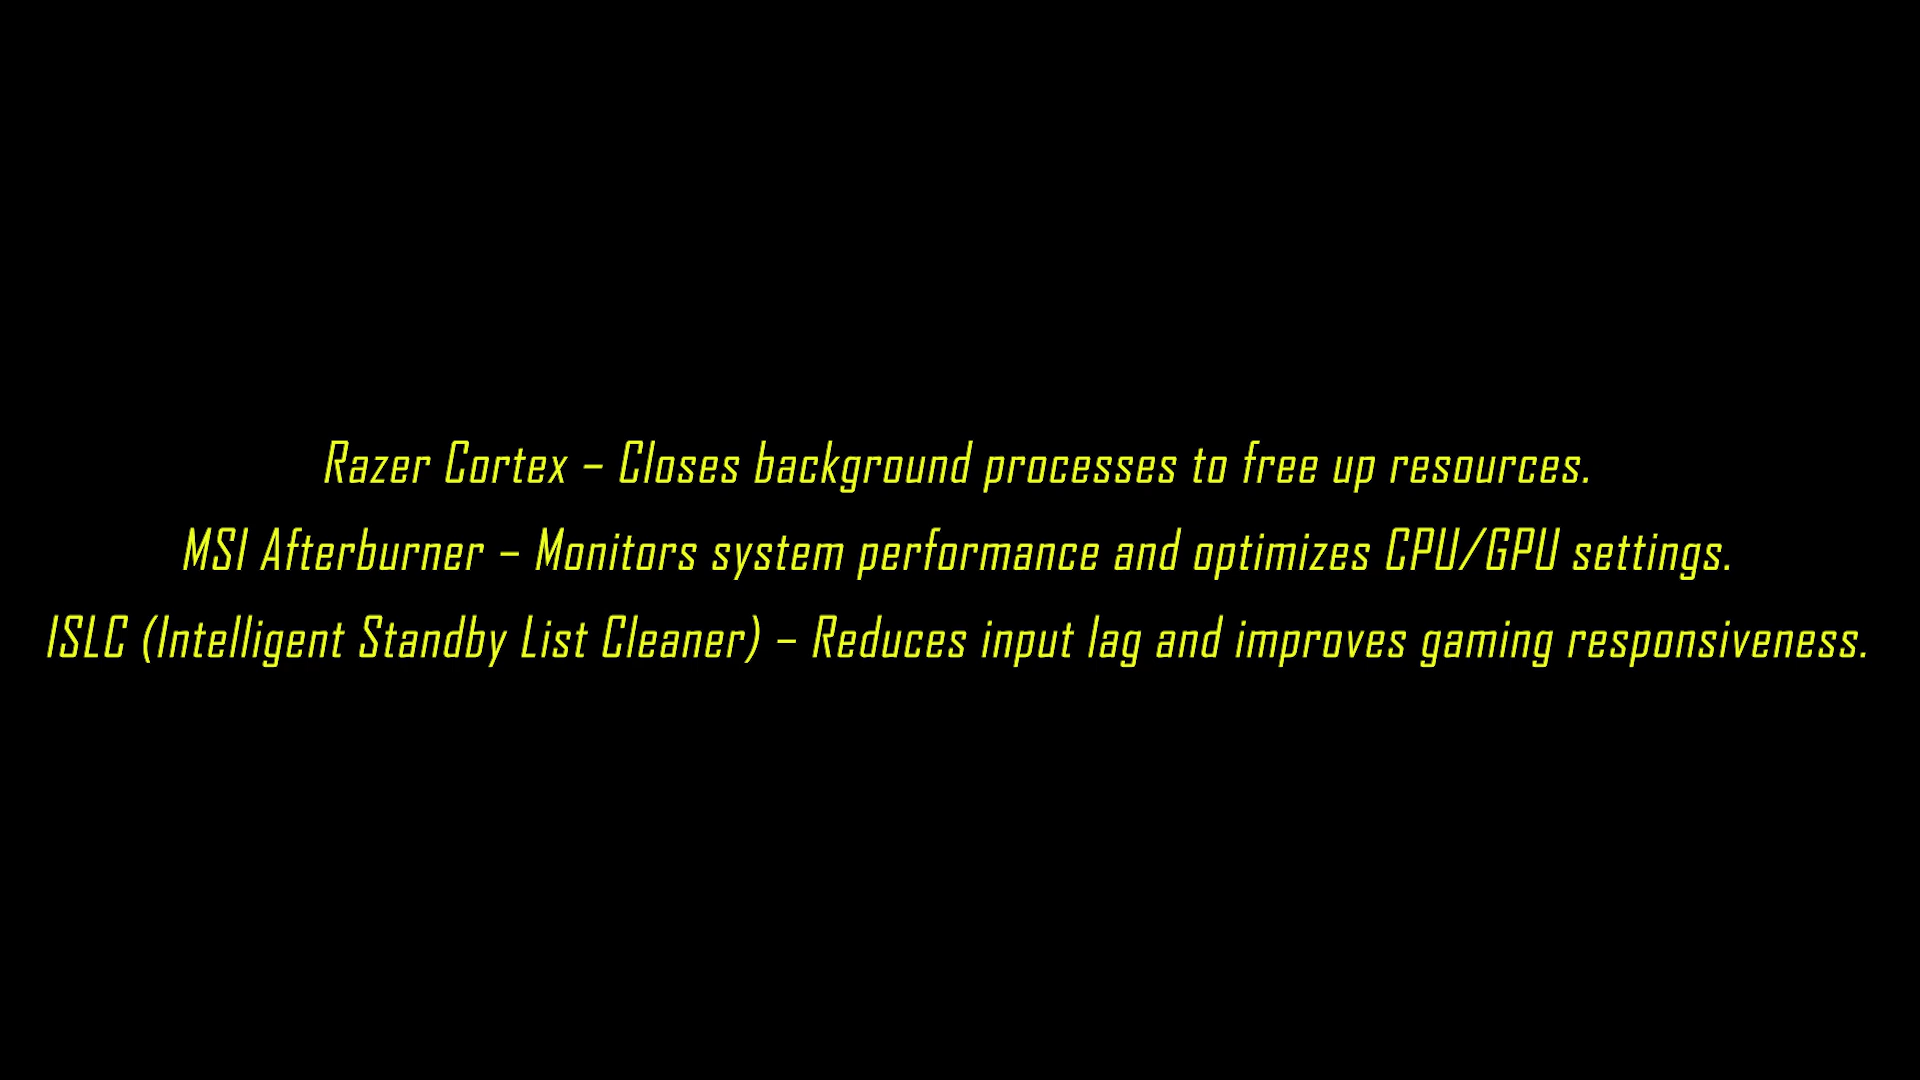 Razer Cortex – Closes background processes to free up resources.
MSI Afterburner – Monitors system performance and optimizes CPU/GPU settings.
ISLC (Intelligent Standby List Cleaner) – Reduces input lag and improves gaming responsiveness.